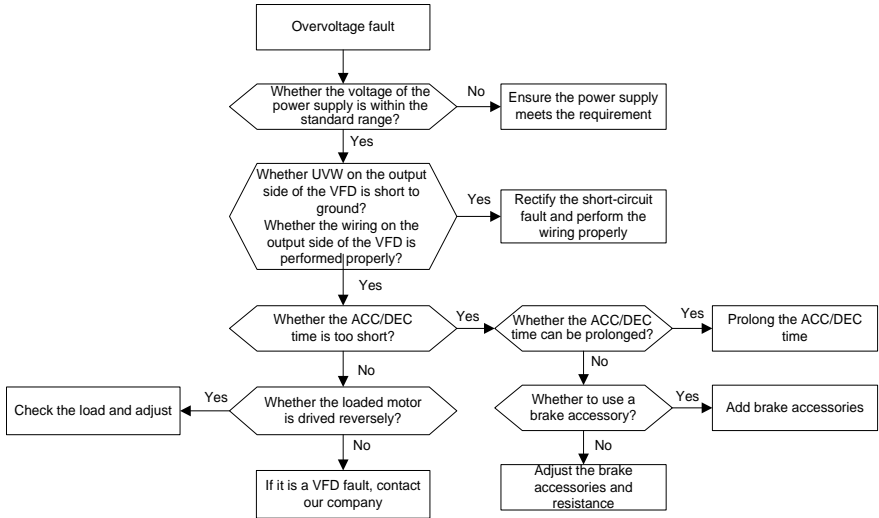 Overvoltage fault
Whether the voltage of the
power supply is within the
standard range?
No
Ensure the power supply
meets the requirement
Yes
Whether UVW on the output
side of the VFD is short to
ground?
Whether the wiring on the
output side of the VFD is
performed properly?
Yes
Rectify the short-circuit
fault and perform the
wiring properly
Yes
Whether the ACC/DEC
time is too short?
Yes
Whether the ACC/DEC
time can be prolonged?
Yes
Prolong the ACC/DEC
time
No
No
Check the load and adjust
Yes
Whether the loaded motor
is drived reversely?
Whether to use a
brake accessory?
Yes
Add brake accessories
No
No
If it is a VFD fault, contact
our company
Adjust the brake
accessories and
resistance